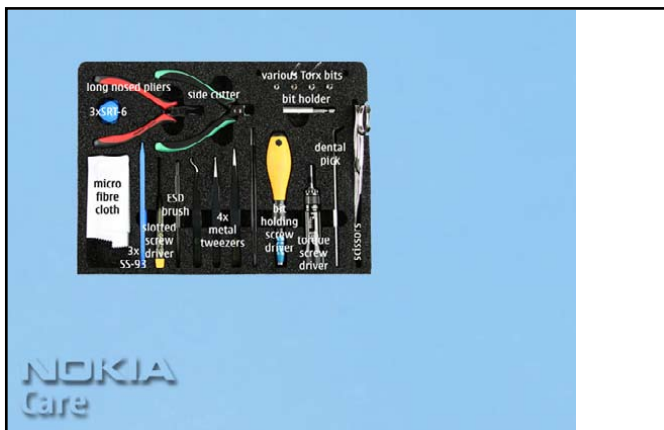 long nosed pliers
side cutter
various Torx bits
bit holder
3xSRT-6
micro
fibre
cloth
ESD
brush
slotted
screw
driver
3x
SS-93
4x
metal
tweezers
bit
holding
screw
driver
dental
pick
torque
screw
driver
scissors
NOKIA
Care